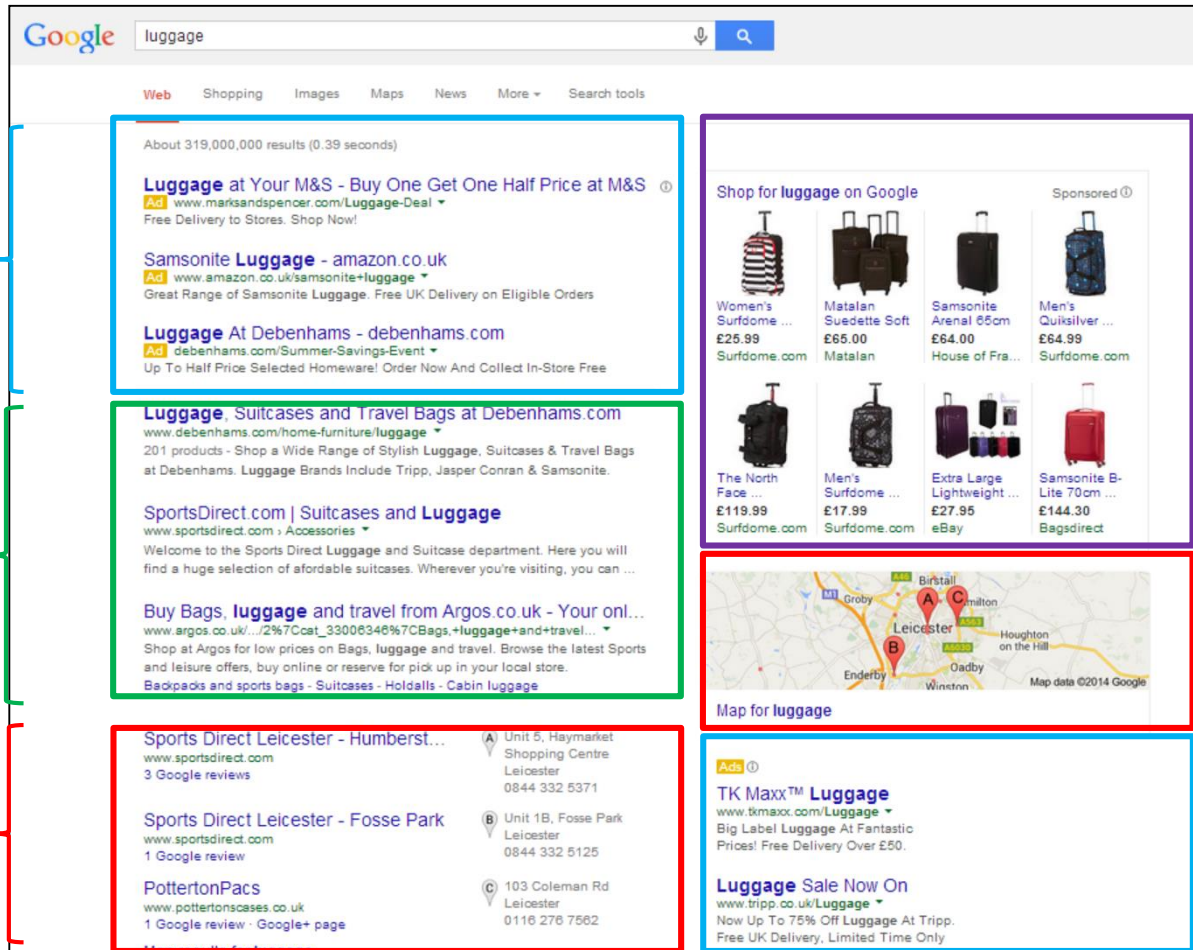 Google luggage
Web Shopping Images Maps News More Search tools
About 319,000,000 results (0.39 seconds)
Luggage at Your M&S - Buy One Get One Half Price at M&S
Ad www.marksandspencer.com/Luggage-Deal
Free Delivery to Stores. Shop Now!
Samsonite Luggage - amazon.co.uk
Ad www.amazon.co.uk/samsonite+luggage
Great Range of Samsonite Luggage. Free UK Delivery on Eligible Orders
Luggage At Debenhams - debenhams.com
Ad debenhams.com/Summer-Savings-Event
Up To Half Price Selected Homeware! Order Now And Collect In-Store Free
Luggage, Suitcases and Travel Bags at Debenhams.com
www.debenhams.com/home-furniture/luggage
201 products - Shop a Wide Range of Stylish Luggage, Suitcases & Travel Bags
at Debenhams. Luggage Brands Include Tripp, Jasper Conran & Samsonite.
SportsDirect.com | Suitcases and Luggage
www.sportsdirect.com › Accessories
Welcome to the Sports Direct Luggage and Suitcase department. Here you will
find a huge selection of afordable suitcases. Wherever you're visiting, you can ...
Buy Bags, luggage and travel from Argos.co.uk - Your onl...
www.argos.co.uk/.../2%7Ccat_33006346%7CBags,+luggage+and+travel...
Shop at Argos for low prices on Bags, luggage and travel. Browse the latest Sports
and leisure offers, buy online or reserve for pick up in your local store.
Backpacks and sports bags - Suitcases - Holdalls - Cabin luggage
Sports Direct Leicester - Humberst...
www.sportsdirect.com
3 Google reviews
A Unit 5, Haymarket
Shopping Centre
Leicester
0844 332 5371
Sports Direct Leicester - Fosse Park
www.sportsdirect.com
1 Google review
B Unit 1B, Fosse Park
Leicester
0844 332 5125
PottertonPacs
www.pottertonscases.co.uk
1 Google review · Google+ page
C 103 Coleman Rd
Leicester
0116 276 7562
Shop for luggage on Google Sponsored
Women's Surfdome ...
£25.99
Surfdome.com
Matalan Suedette Soft
£65.00
Matalan
Samsonite Arenal 65cm
£64.00
House of Fra...
Men's Quiksilver ...
£64.99
Surfdome.com
The North Face ...
£119.99
Surfdome.com
Men's Surfdome ...
£17.99
Surfdome.com
Extra Large Lightweight ...
£27.95
eBay
Samsonite B-Lite 70cm ...
£144.30
Bagsdirect
A46 Birstall
M1 Groby A C
Leicester A563
Houghton
on the Hill
B A6030
Enderby Oadby
Map data ©2014 Google
Map for luggage
Ads
TK Maxx™ Luggage
www.tkmaxx.com/Luggage
Big Label Luggage At Fantastic
Prices! Free Delivery Over £50.
Luggage Sale Now On
www.tripp.co.uk/Luggage
Now Up To 75% Off Luggage At Tripp.
Free UK Delivery, Limited Time Only